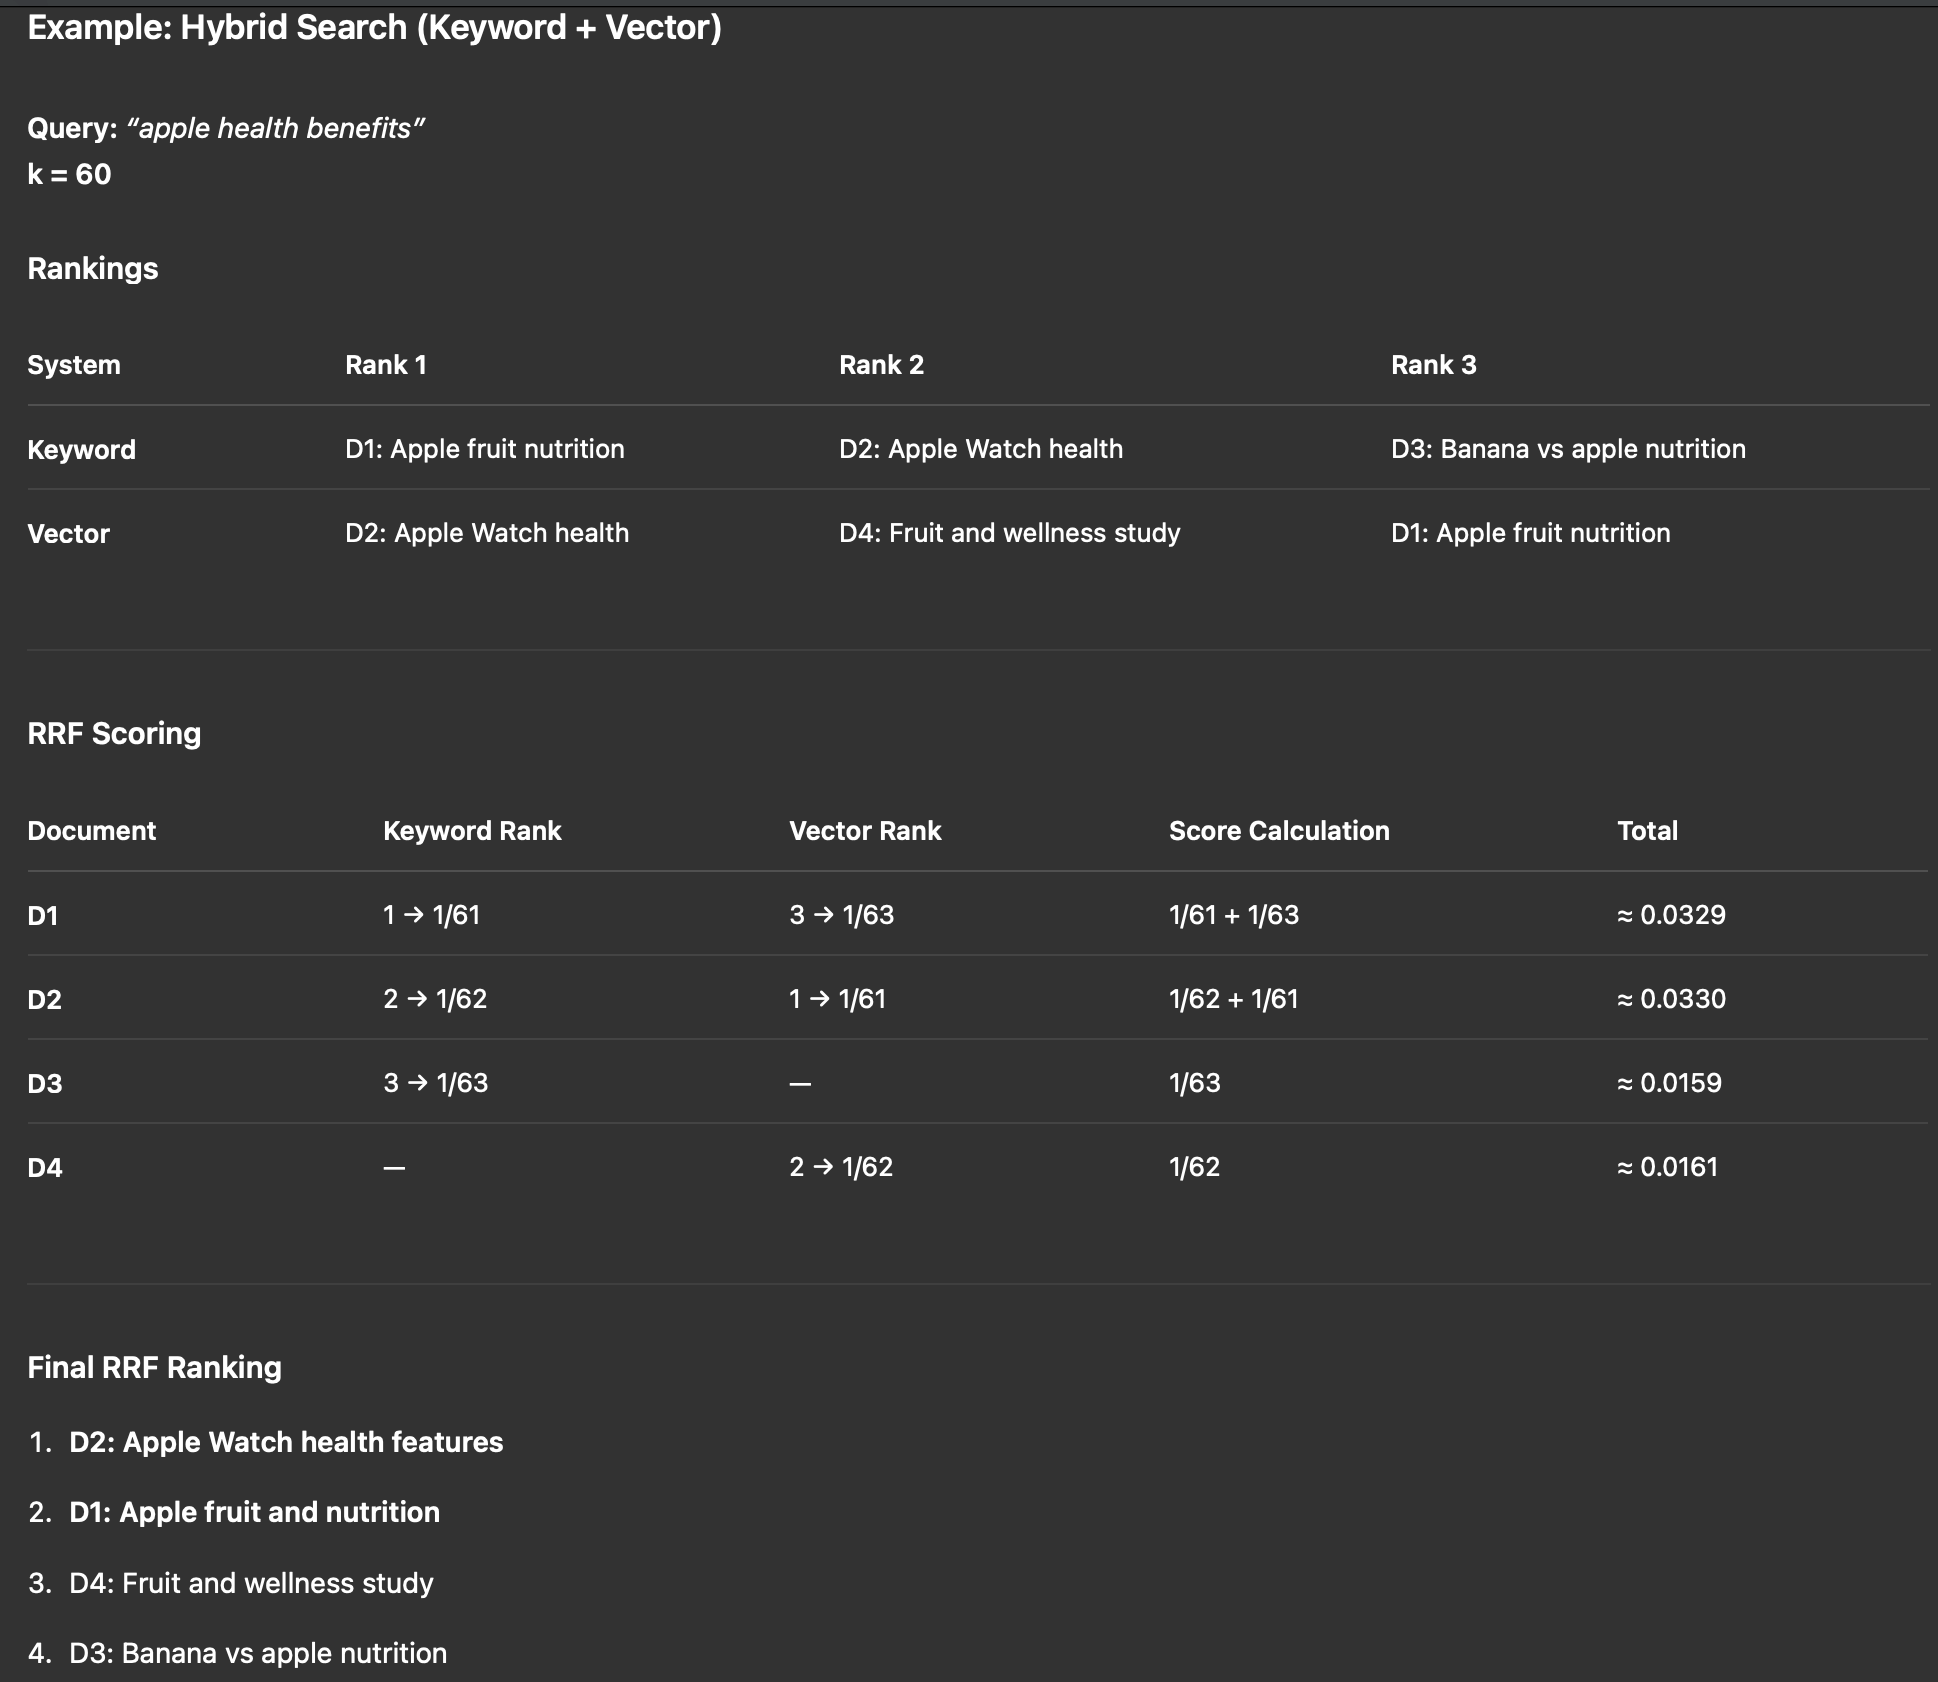 Example: Hybrid Search (Keyword + Vector)
Query: “apple health benefits”
k = 60
Rankings
System Rank 1 Rank 2 Rank 3
Keyword D1: Apple fruit nutrition D2: Apple Watch health D3: Banana vs apple nutrition
Vector D2: Apple Watch health D4: Fruit and wellness study D1: Apple fruit nutrition
RRF Scoring
Document Keyword Rank Vector Rank Score Calculation Total
D1 1 → 1/61 3 → 1/63 1/61 + 1/63 ≈ 0.0329
D2 2 → 1/62 1 → 1/61 1/62 + 1/61 ≈ 0.0330
D3 3 → 1/63 — 1/63 ≈ 0.0159
D4 — 2 → 1/62 1/62 ≈ 0.0161
Final RRF Ranking
1. D2: Apple Watch health features
2. D1: Apple fruit and nutrition
3. D4: Fruit and wellness study
4. D3: Banana vs apple nutrition